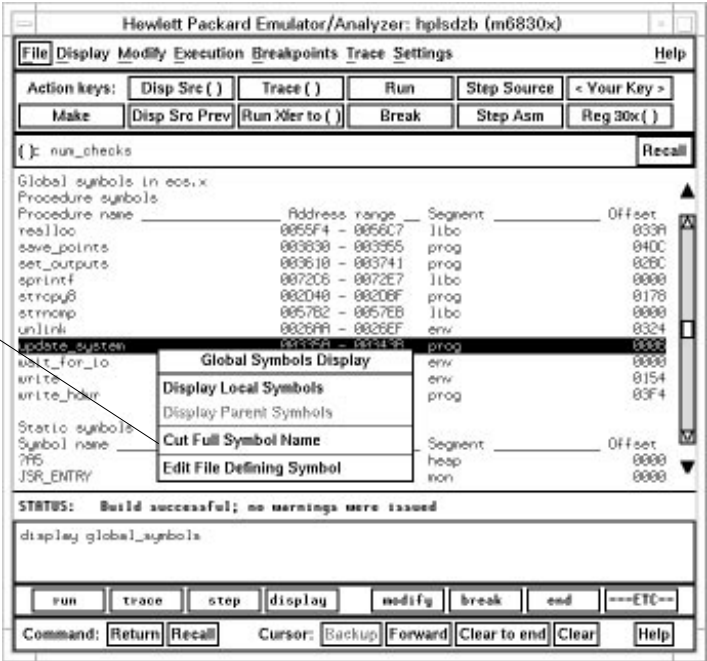 Hewlett Packard Emulator/Analyzer: hplsdzb (m6830x)
File Display Modify Execution Breakpoints Trace Settings Help
Action keys: Disp Src ( ) Trace ( ) Run Step Source < Your Key >
Make Disp Src Prev Run Xfer to ( ) Break Step Asm Reg 30x ( )
( ): num_checks Recall
Global symbols in ecs.x
Procedure symbols
Procedure name ________________ Address range __ Segment ____________ Offset
realloc 0055F4 - 0056C7 libc 033A
save_points 003830 - 003955 prog 04DC
set_outputs 003610 - 003741 prog 02BC
sprintf 0072C6 - 0072E7 libc 0000
strcpy8 002D40 - 002DBF prog 0178
strncmp 0057B2 - 0057EB libc 0000
unlink 0026AA - 0026EF env 0324
update_system prog
wait_for_io env 0000
write env 0154
write_hdwr prog 03F4
Global Symbols Display
Display Local Symbols
Display Parent Symbols
Cut Full Symbol Name
Edit File Defining Symbol
Static symbols
Symbol name Segment ____________ Offset
?A5 heap 0000
JSR_ENTRY mon 0000
STATUS: Build successful; no warnings were issued
display global_symbols
run trace step display modify break end ---ETC--
Command: Return Recall Cursor: Backup Forward Clear to end Clear Help